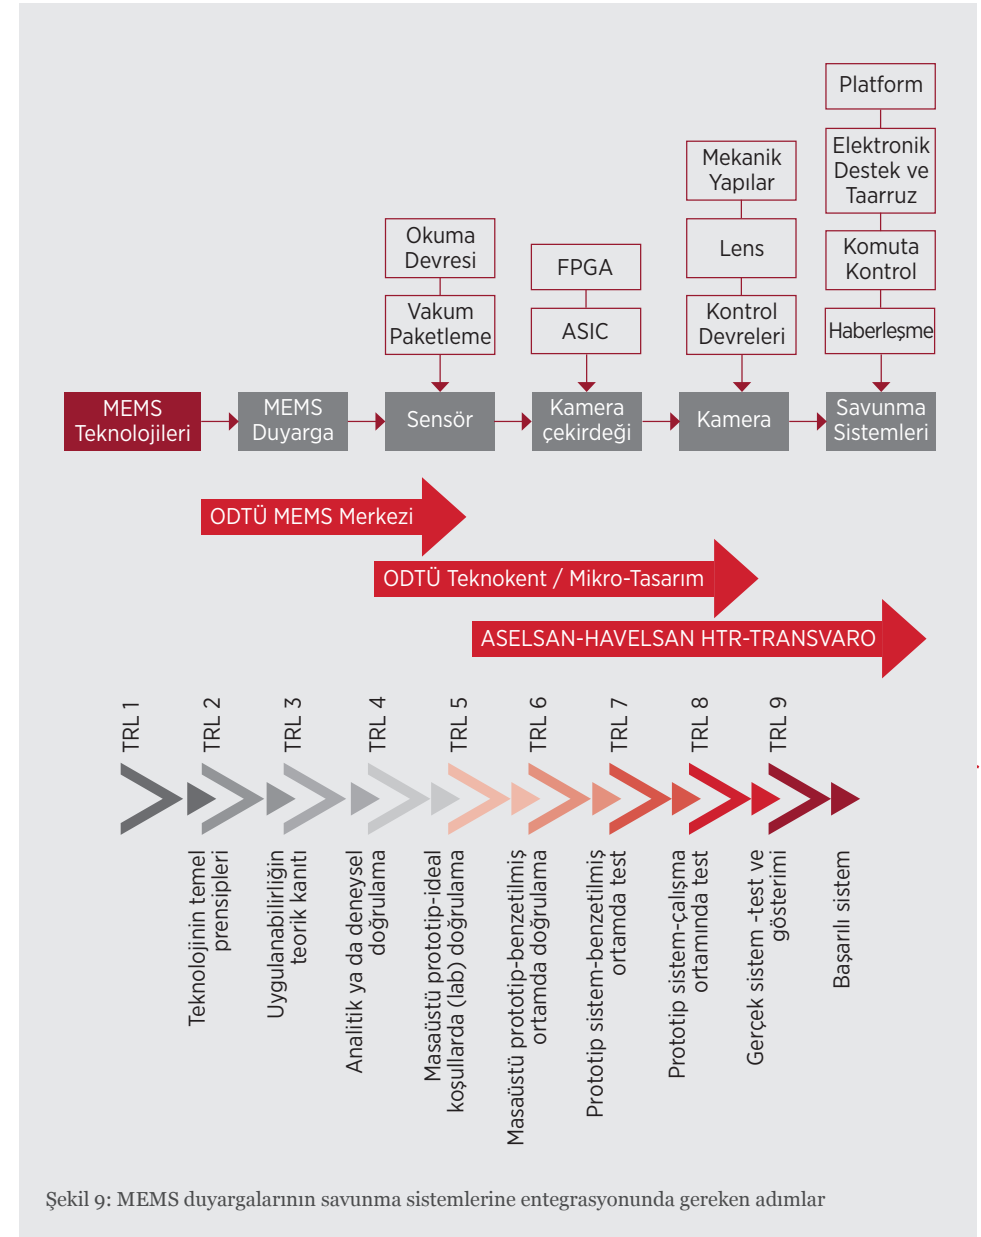 Platform
Elektronik
Destek ve
Taarruz
Mekanik
Yapılar
Okuma
Devresi
Lens
Komuta
Kontrol
FPGA
Vakum
Paketleme
ASIC
Kontrol
Devreleri
Haberleşme
MEMS
Teknolojileri
MEMS
Duyarga
Sensör
Kamera
çekirdeği
Kamera
Savunma
Sistemleri
ODTÜ MEMS Merkezi
ODTÜ Teknokent / Mikro-Tasarım
ASELSAN-HAVELSAN HTR-TRANSVARO
TRL 1
TRL 2
TRL 3
TRL 4
TRL 5
TRL 6
TRL 7
TRL 8
TRL 9
Teknolojinin temel
prensipleri
Uygulanabilirliğin
teorik kanıtı
Analitik ya da deneysel
doğrulama
Masaüstü prototip-ideal
koşullarda (lab) doğrulama
Masaüstü prototip-benzetilmiş
ortamda doğrulama
Prototip sistem-benzetilmiş
ortamda test
Prototip sistem-çalışma
ortamında test
Gerçek sistem -test ve
gösterimi
Başarılı sistem
Şekil 9: MEMS duyargalarının savunma sistemlerine entegrasyonunda gereken adımlar